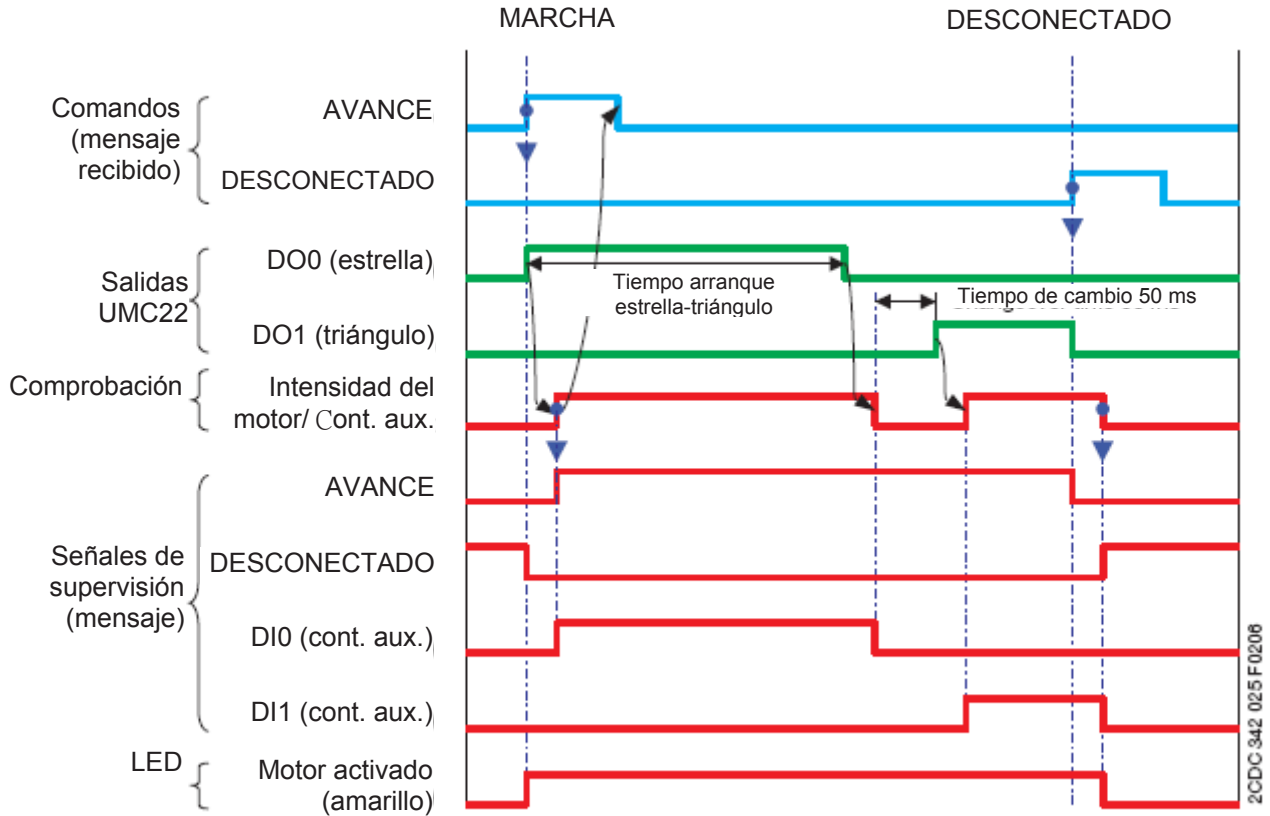 MARCHA
DESCONECTADO
Comandos
(mensaje
recibido)
AVANCE
DESCONECTADO
Salidas
UMC22
DO0 (estrella)
Tiempo arranque
estrella-triángulo
Tiempo de cambio 50 ms
DO1 (triángulo)
Comprobación
Intensidad del
motor/ Cont. aux.
Señales de
supervisión
(mensaje)
AVANCE
DESCONECTADO
DI0 (cont. aux.)
DI1 (cont. aux.)
LED
Motor activado
(amarillo)
2CDC 342 025 F0206